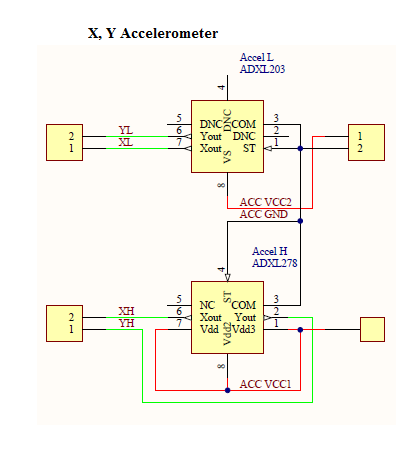 X, Y Accelerometer
Accel L
ADXL203
4
5 DNC DNC COM 3
2 YL 6 Yout DNC 2 1
1 XL 7 Xout VS ST 1 2
8
ACC VCC2
ACC GND
Accel H
ADXL278
4
5 NC ST COM 3
2 XH 6 Xout Yout 2
1 YH 7 Vdd Vdd2 Vdd3 1
8
ACC VCC1